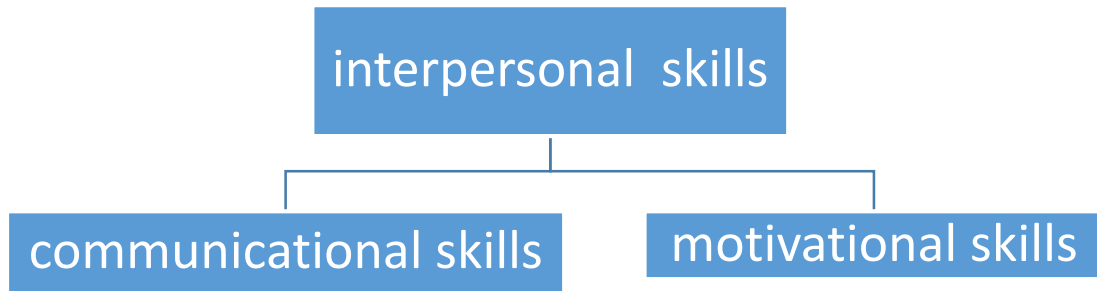 interpersonal  skills
communicational skills
motivational skills